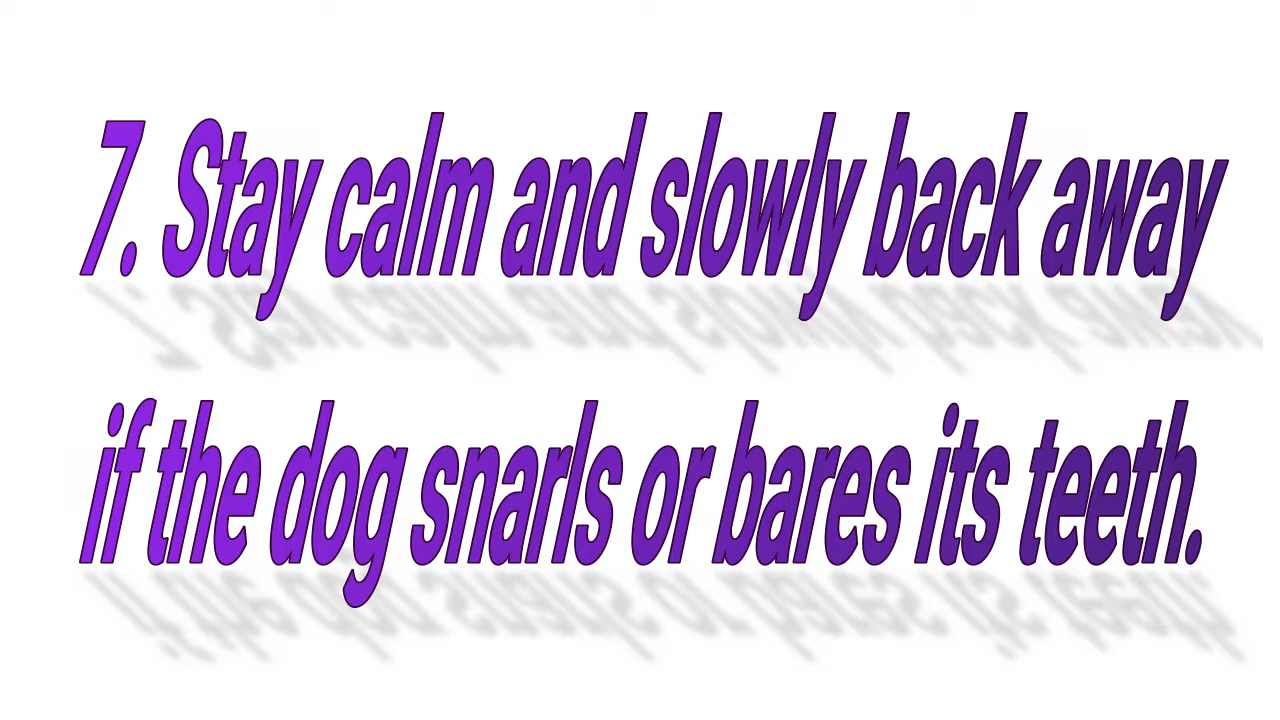 7. Stay calm and slowly back away
if the dog snarls or bares its teeth.